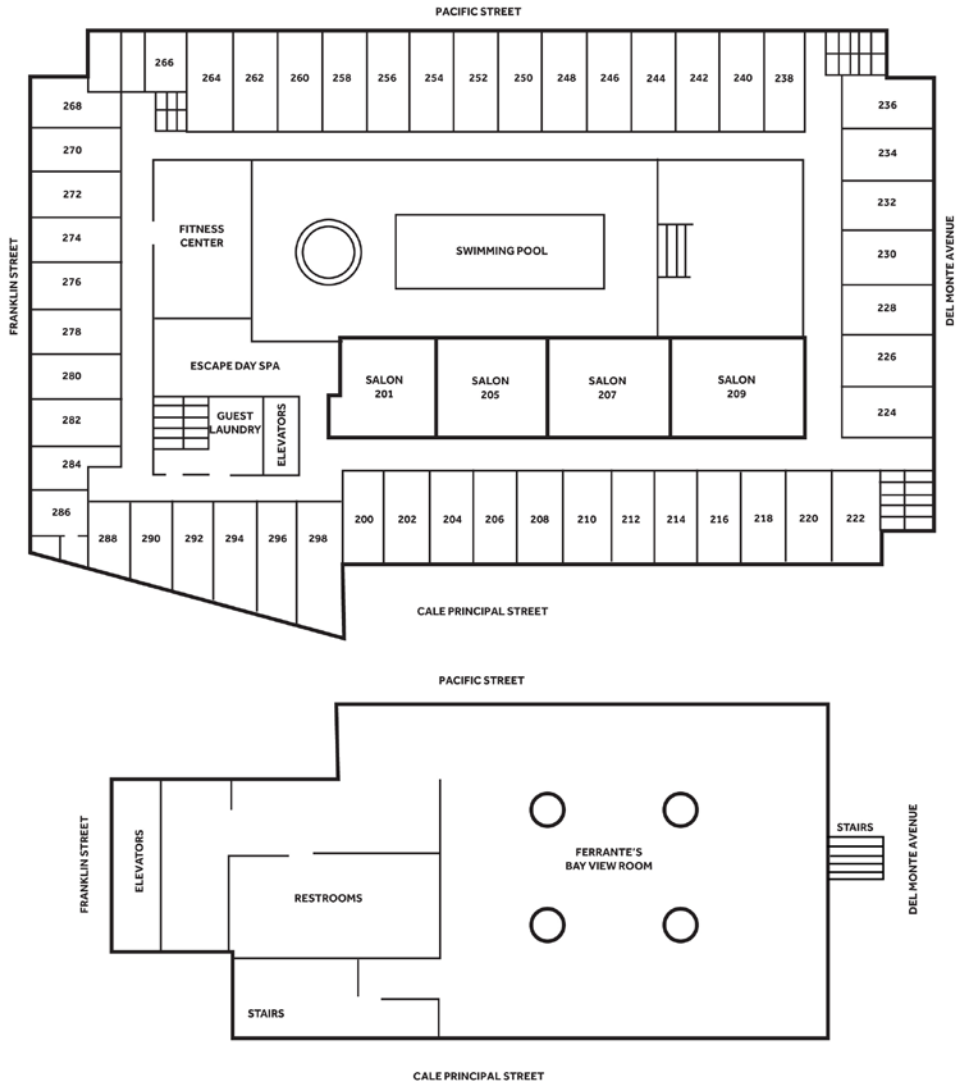 PACIFIC STREET
266
264
262
260
258
256
254
252
250
248
246
244
242
240
238
268
270
272
274
276
278
280
282
284
286
FRANKLIN STREET
236
234
232
230
228
226
224
DEL MONTE AVENUE
FITNESS
CENTER
SWIMMING POOL
ESCAPE DAY SPA
GUEST
LAUNDRY
ELEVATORS
SALON
201
SALON
205
SALON
207
SALON
209
288
290
292
294
296
298
200
202
204
206
208
210
212
214
216
218
220
222
CALE PRINCIPAL STREET
PACIFIC STREET
FRANKLIN STREET
ELEVATORS
RESTROOMS
STAIRS
FERRANTE'S
BAY VIEW ROOM
STAIRS
DEL MONTE AVENUE
CALE PRINCIPAL STREET